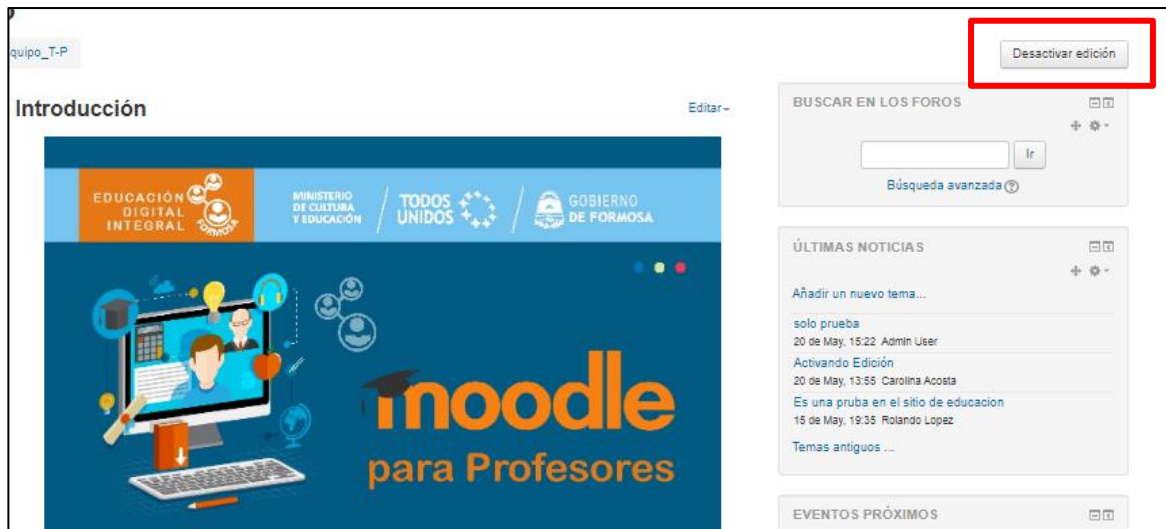 quipo_T-P
Desactivar edición
Introducción
Editar
EDUCACIÓN
DIGITAL
INTEGRAL
FORMOSA
MINISTERIO
DE CULTURA
Y EDUCACIÓN
TODOS
UNIDOS
GOBIERNO
DE FORMOSA
moodle
para Profesores
BUSCAR EN LOS FOROS
Ir
Búsqueda avanzada
ÚLTIMAS NOTICIAS
Añadir un nuevo tema...
solo prueba
20 de May, 15:22 Admin User
Activando Edición
20 de May, 13:55 Carolina Acosta
Es una pruba en el sitio de educacion
15 de May, 19:35 Rolando Lopez
Temas antiguos ...
EVENTOS PRÓXIMOS